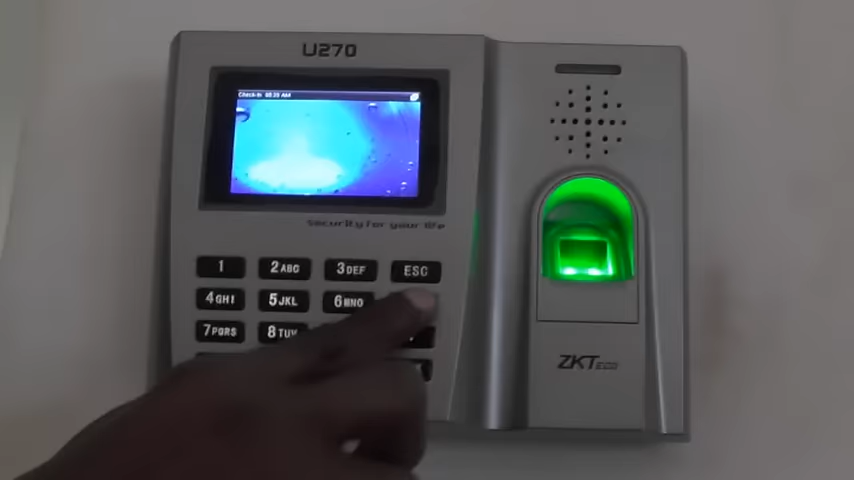 U270
Check-In 08:20 AM
Security for your life
1 2ABC 3DEF ESC
4GHI 5JKL 6MNO
7PQRS 8TUV
ZKTeco